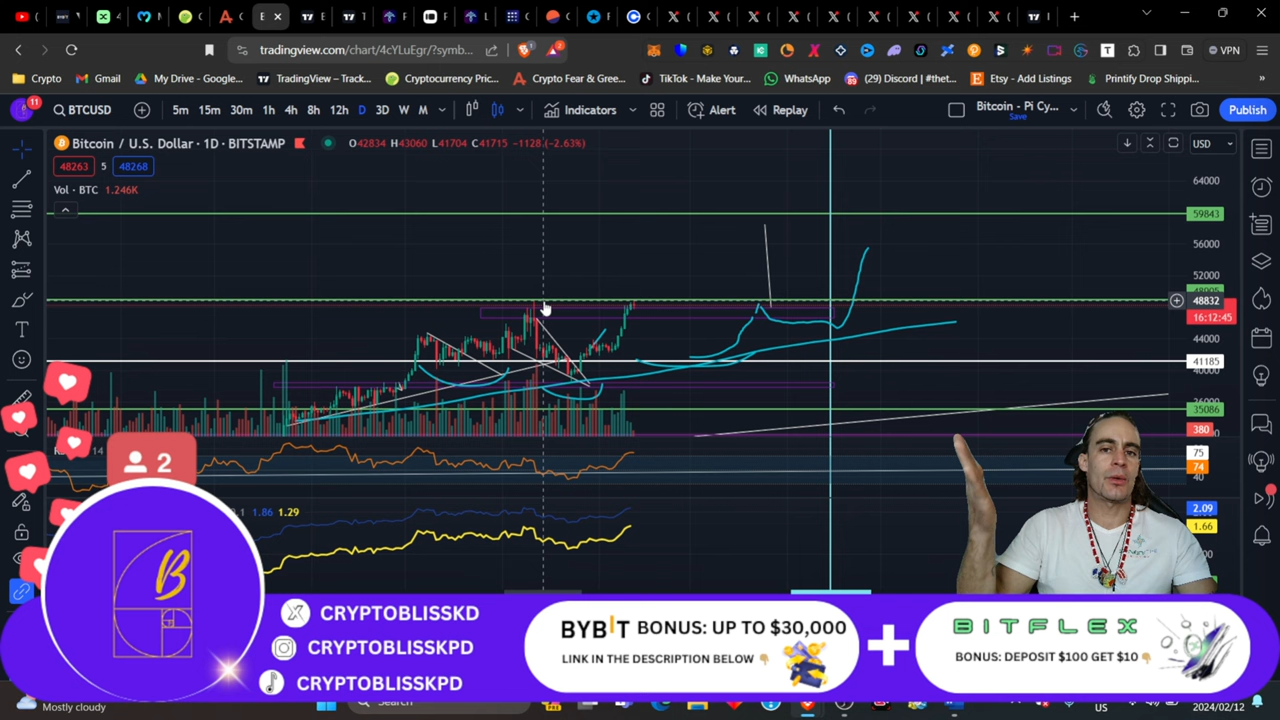 tradingview.com/chart/4cYLuEgr/?symb...
VPN
Crypto
Gmail
My Drive - Google...
TradingView – Track...
Cryptocurrency Pric...
Crypto Fear & Gree...
TikTok - Make Your...
WhatsApp
(29) Discord | #thet...
Etsy - Add Listings
Printify Drop Shippi...
11
BTCUSD
5m 15m 30m 1h 4h 8h 12h D 3D W M
Indicators
Alert
Replay
Bitcoin - Pi Cy...
Save
Publish
Bitcoin / U.S. Dollar · 1D · BITSTAMP
O42834 H43060 L41704 C41715 −1128 (−2.63%)
USD
48263 5 48268
Vol · BTC 1.246K
64000
59843
56000
52000
48832
16:12:45
44000
41185
40000
35086
380
75
74
40
14
1.86 1.29
2.09
1.66
2
B
CRYPTOBLISSKD
CRYPTOBLISSKPD
CRYPTOBLISSKPD
BYBIT BONUS: UP TO $30,000
LINK IN THE DESCRIPTION BELOW
BITFLEX
BONUS: DEPOSIT $100 GET $10
Mostly cloudy
Search
US
2024/02/12